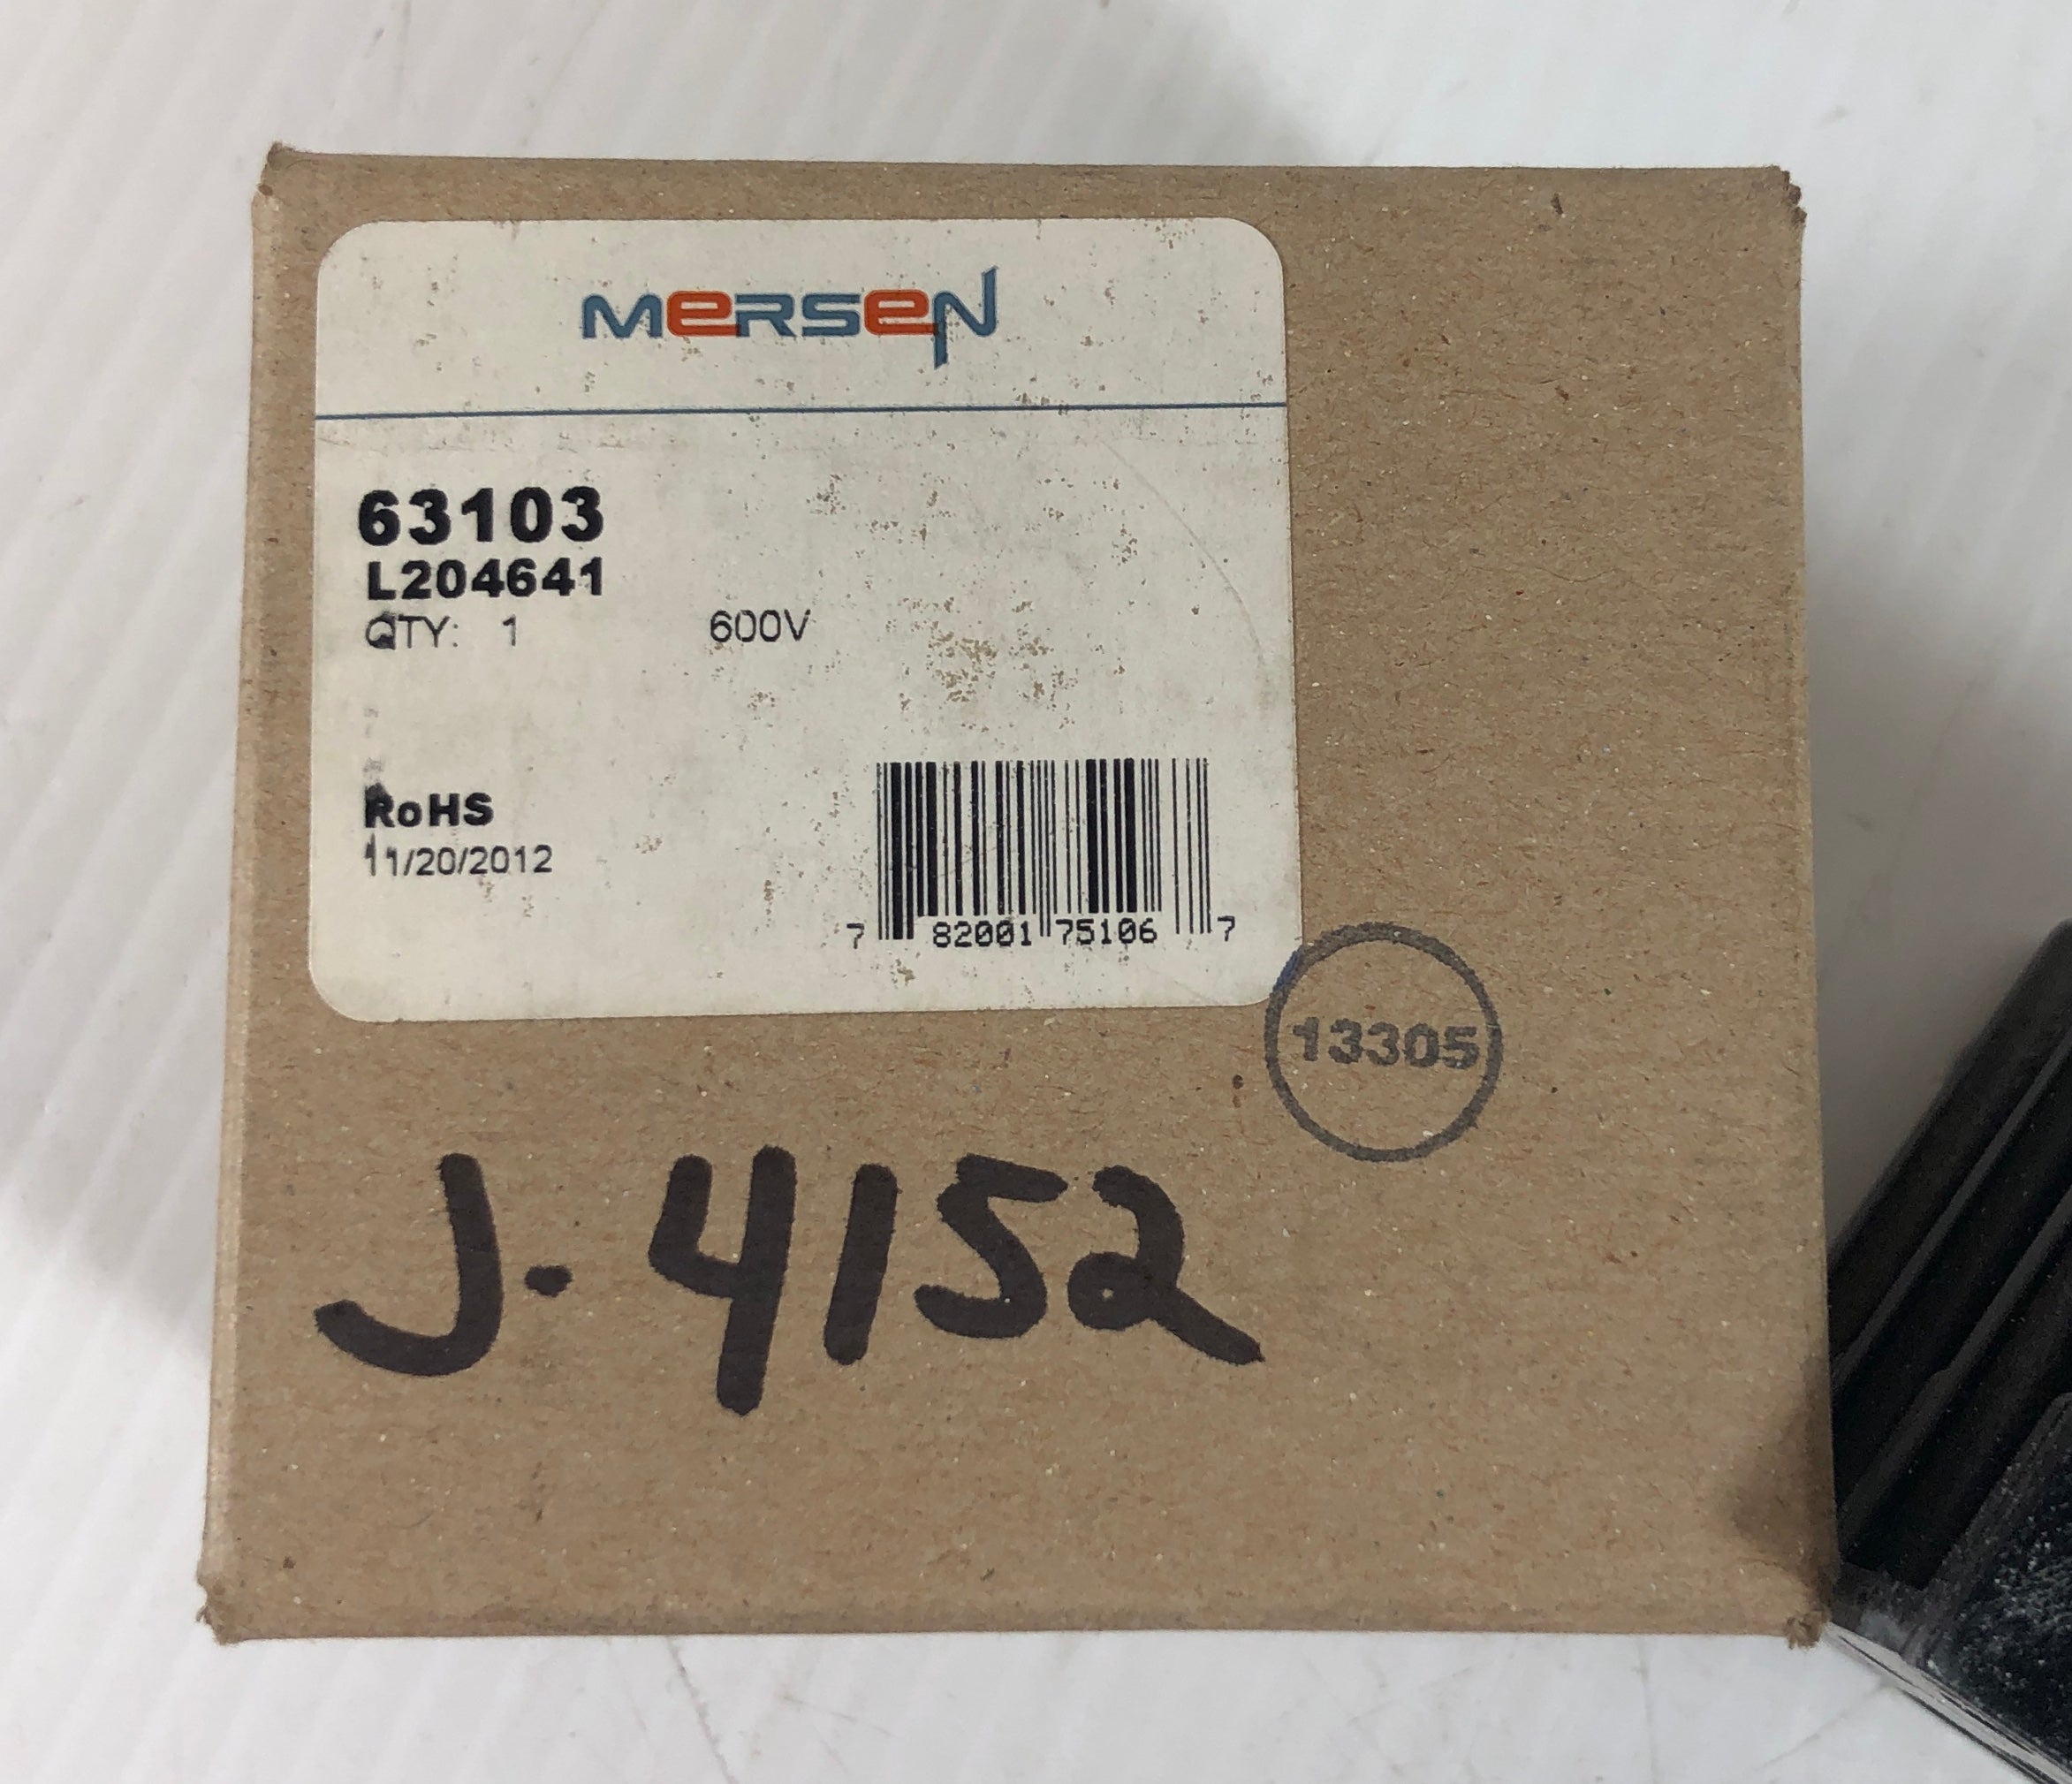 MERSEN
63103
L204641
QTY: 1 600V
RoHS
11/20/2012
7 82001 75106 7
13305
J-4152